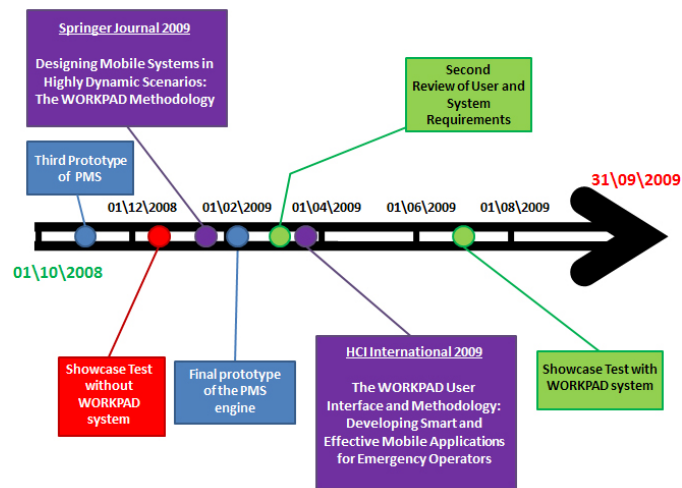 Springer Journal 2009
Designing Mobile Systems in
Highly Dynamic Scenarios:
The WORKPAD Methodology
Second
Review of User and
System
Requirements
Third Prototype
of PMS
31\09\2009
01\12\2008
01\02\2009
01\04\2009
01\06\2009
01\08\2009
01\10\2008
Showcase Test
without
WORKPAD
system
Final prototype
of the PMS
engine
HCI International 2009
The WORKPAD User
Interface and Methodology:
Developing Smart and
Effective Mobile Applications
for Emergency Operators
Showcase Test with
WORKPAD system